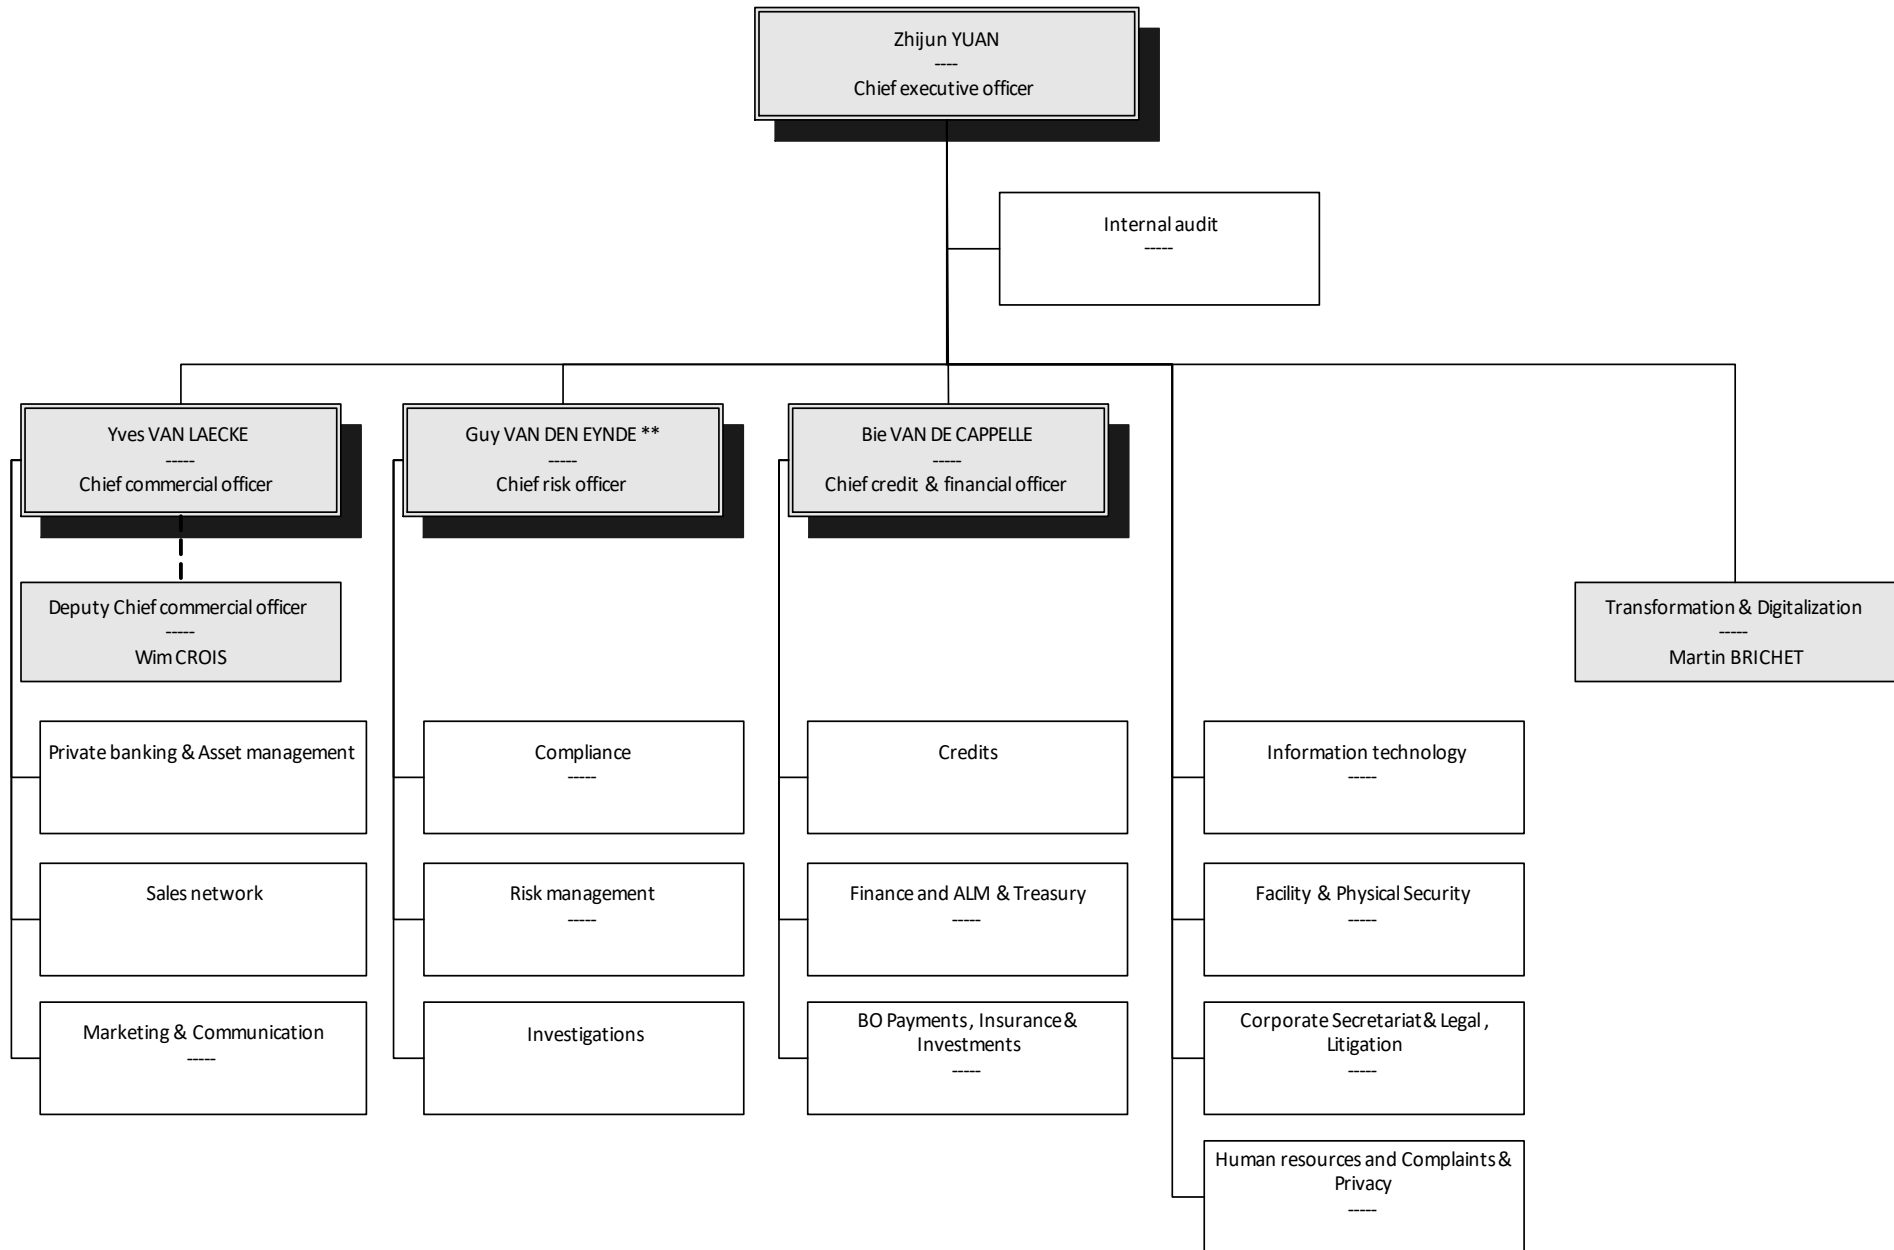 Zhijun YUAN
----
Chief executive officer
Internal audit
-----
Yves VAN LAECKE
-----
Chief commercial officer
Guy VAN DEN EYNDE **
-----
Chief risk officer
Bie VAN DE CAPPELLE
-----
Chief credit & financial officer
Deputy Chief commercial officer
-----
Wim CROIS
Transformation & Digitalization
-----
Martin BRICHET
Private banking & Asset management
Compliance
-----
Credits
Information technology
-----
Sales network
Risk management
-----
Finance and ALM & Treasury
-----
Facility & Physical Security
-----
Marketing & Communication
-----
Investigations
BO Payments, Insurance &
Investments
-----
Corporate Secretariat & Legal,
Litigation
-----
Human resources and Complaints &
Privacy
-----